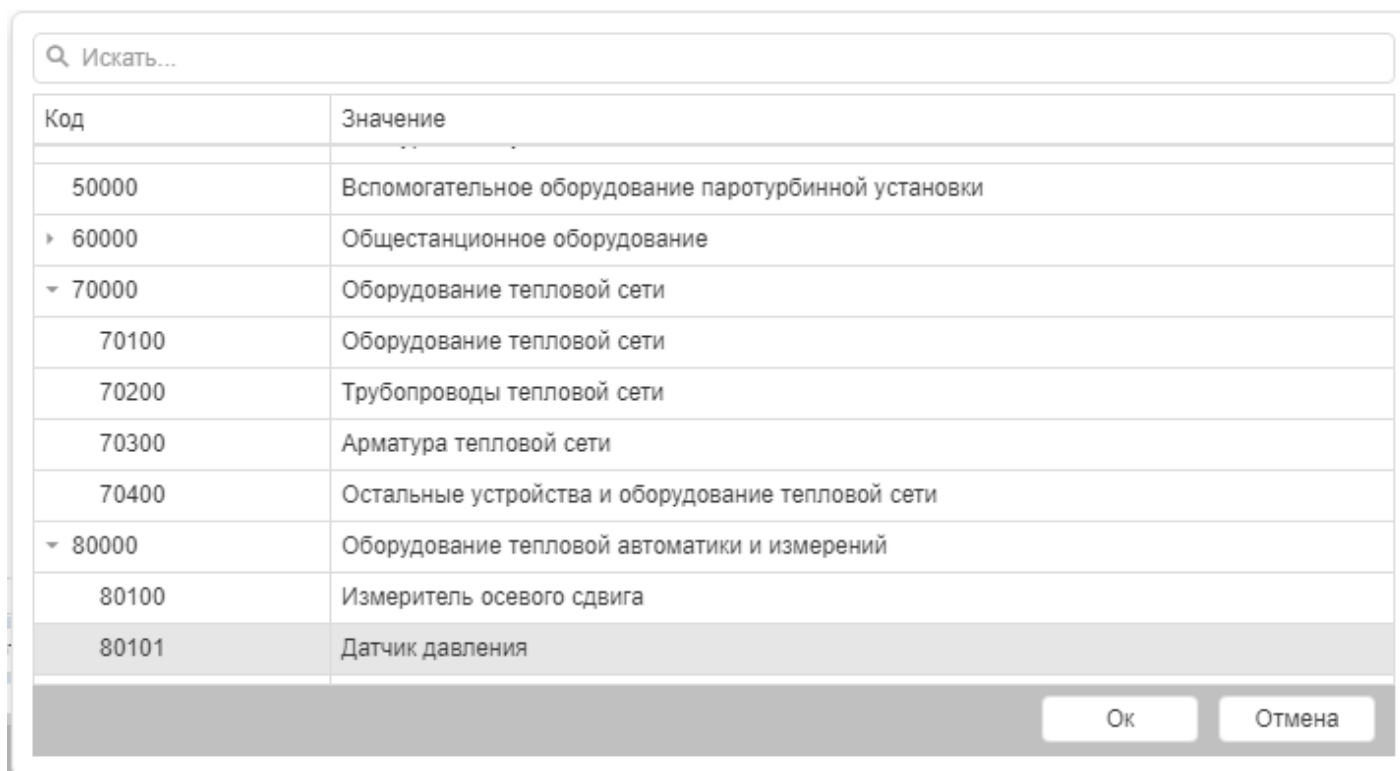 Искать...
Код Значение
50000 Вспомогательное оборудование паротурбинной установки
60000 Общестанционное оборудование
70000 Оборудование тепловой сети
70100 Оборудование тепловой сети
70200 Трубопроводы тепловой сети
70300 Арматура тепловой сети
70400 Остальные устройства и оборудование тепловой сети
80000 Оборудование тепловой автоматики и измерений
80100 Измеритель осевого сдвига
80101 Датчик давления
Ок Отмена